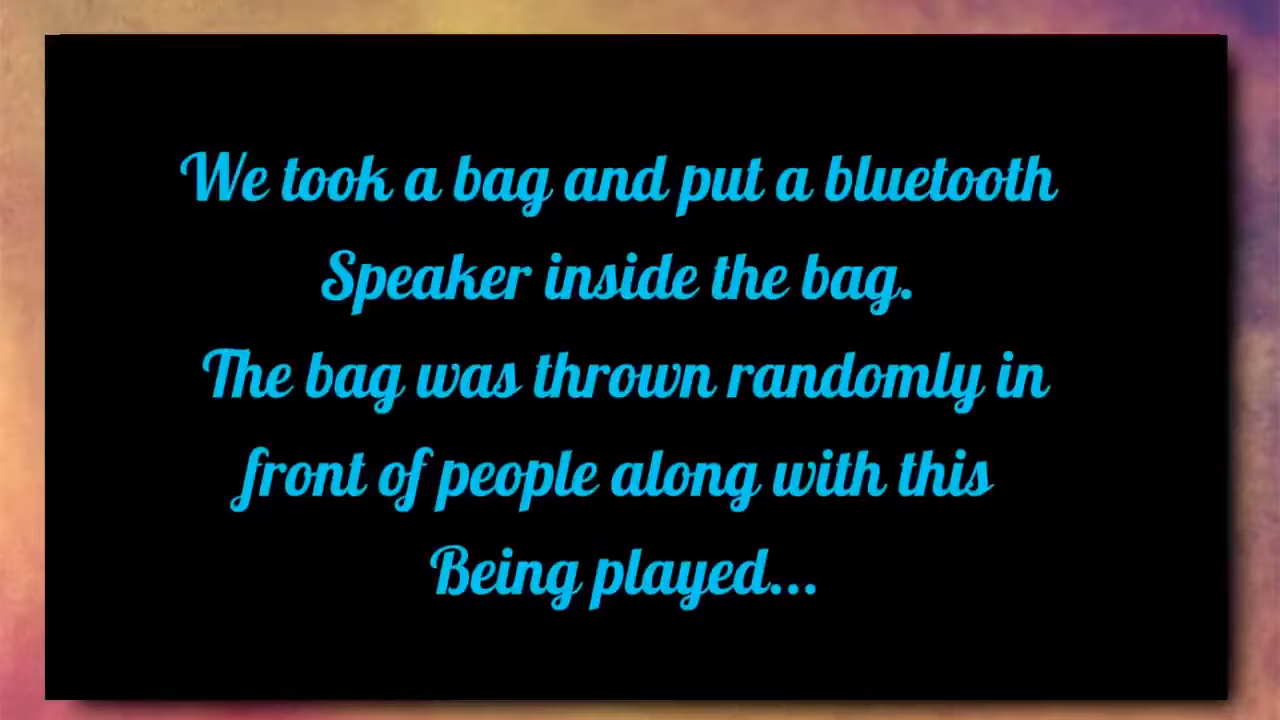 We took a bag and put a bluetooth
Speaker inside the bag.
The bag was thrown randomly in
front of people along with this
Being played...